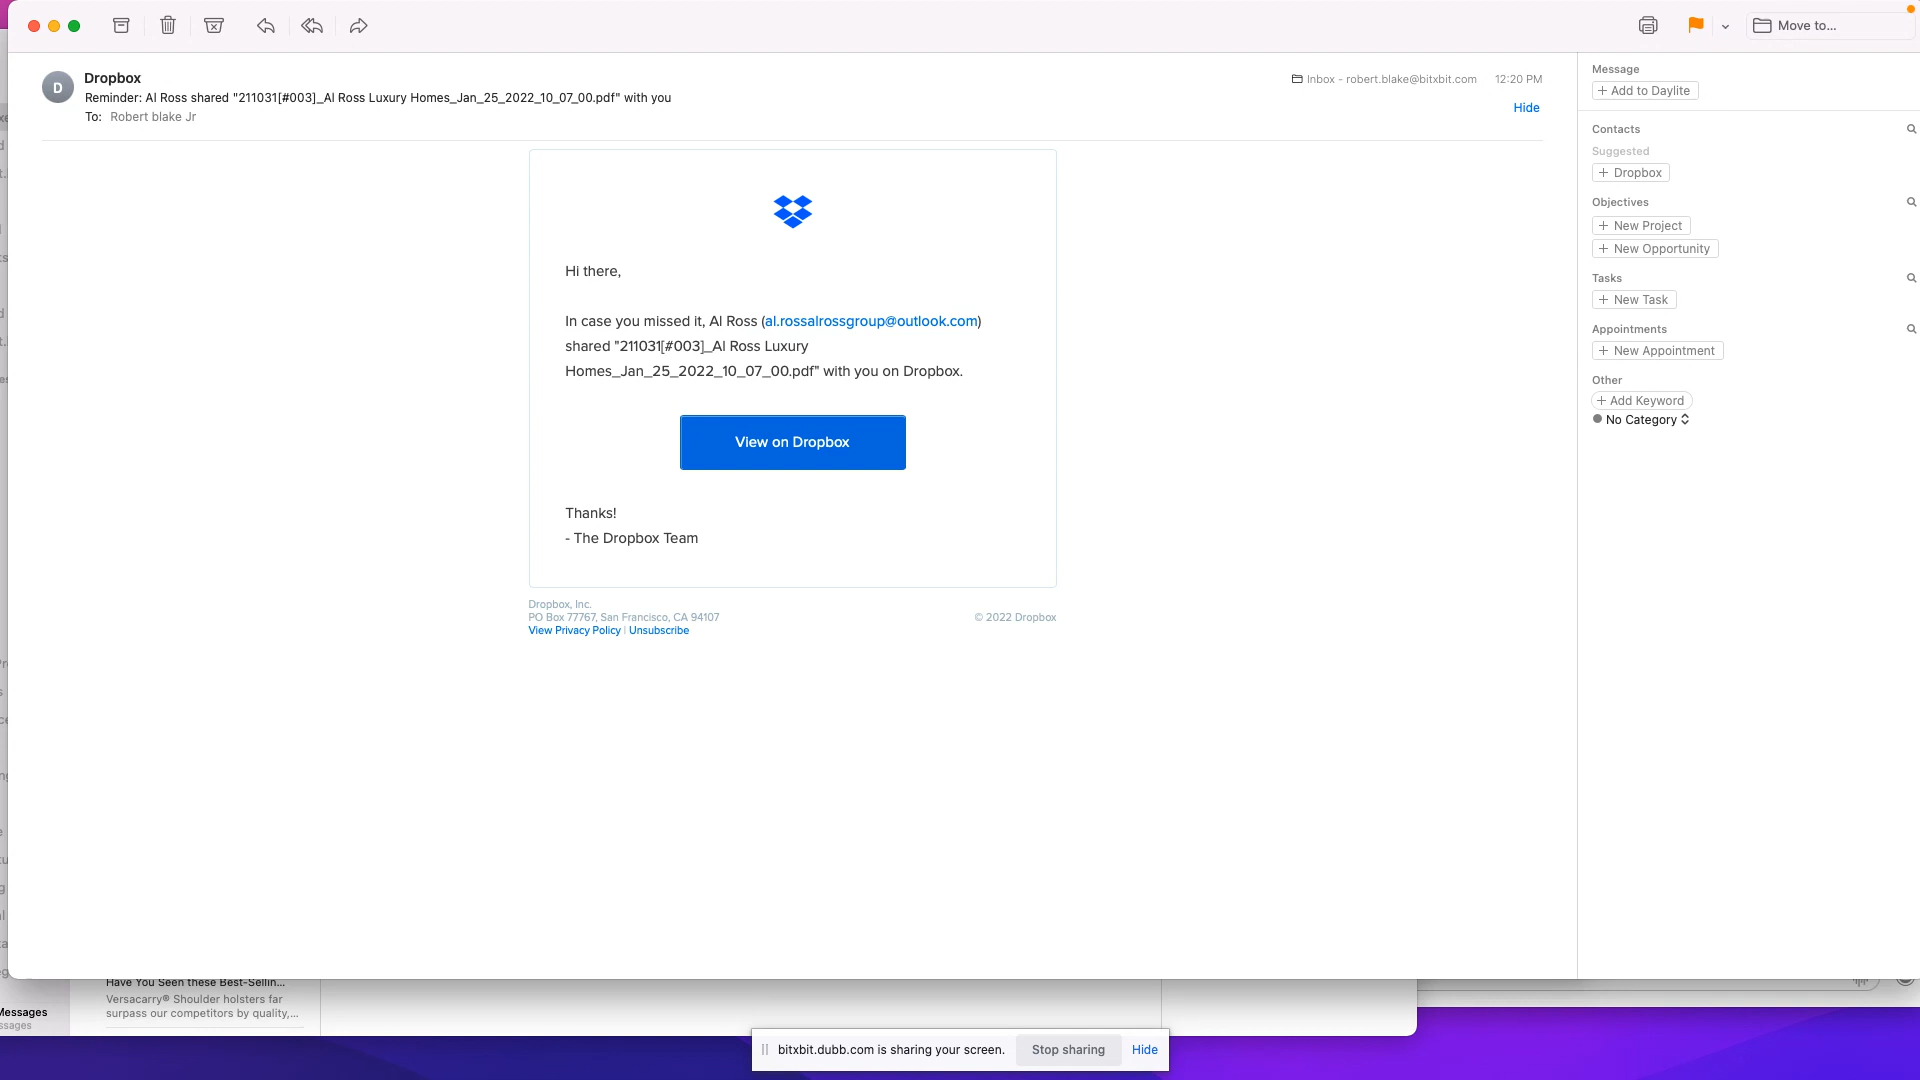 Move to...
D
Dropbox
Reminder: Al Ross shared "211031[#003]_Al Ross Luxury Homes_Jan_25_2022_10_07_00.pdf" with you
To: Robert blake Jr
Inbox - robert.blake@bitxbit.com 12:20 PM
Hide
Hi there,
In case you missed it, Al Ross (al.rossalrossgroup@outlook.com)
shared "211031[#003]_Al Ross Luxury
Homes_Jan_25_2022_10_07_00.pdf" with you on Dropbox.
View on Dropbox
Thanks!
- The Dropbox Team
Dropbox, Inc.
PO Box 77767, San Francisco, CA 94107
View Privacy Policy | Unsubscribe
© 2022 Dropbox
Message
+ Add to Daylite
Contacts
Suggested
+ Dropbox
Objectives
+ New Project
+ New Opportunity
Tasks
+ New Task
Appointments
+ New Appointment
Other
+ Add Keyword
No Category
Have You Seen these Best-Sellin...
Versacarry® Shoulder holsters far
surpass our competitors by quality,...
Messages
ssages
bitxbit.dubb.com is sharing your screen.
Stop sharing
Hide